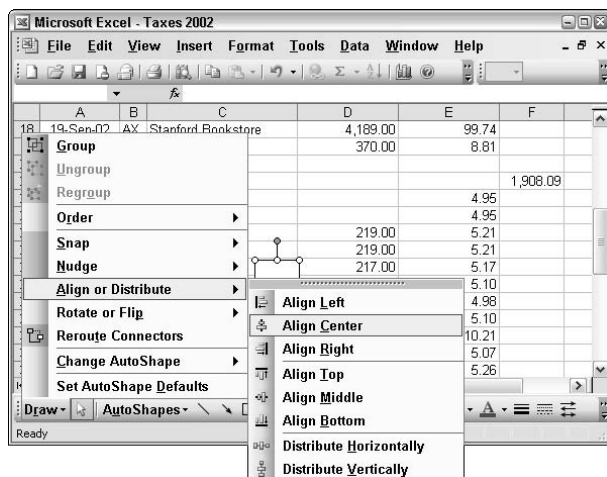 Microsoft Excel - Taxes 2002
File Edit View Insert Format Tools Data Window Help
fx
A B C D E F
18 19-Sep-02 AX Stanford Bookstore 4,189.00 99.74
Group 370.00 8.81
Ungroup
Regroup 1,908.09
4.95
Order 4.95
219.00 5.21
Snap 219.00 5.21
Nudge 217.00 5.17
Align or Distribute 5.10
Align Left 4.98
Rotate or Flip 5.10
Reroute Connectors Align Center 10.21
Align Right 5.07
Change AutoShape Align Top 5.26
Set AutoShape Defaults Align Middle
Draw AutoShapes Align Bottom A
Ready Distribute Horizontally
Distribute Vertically